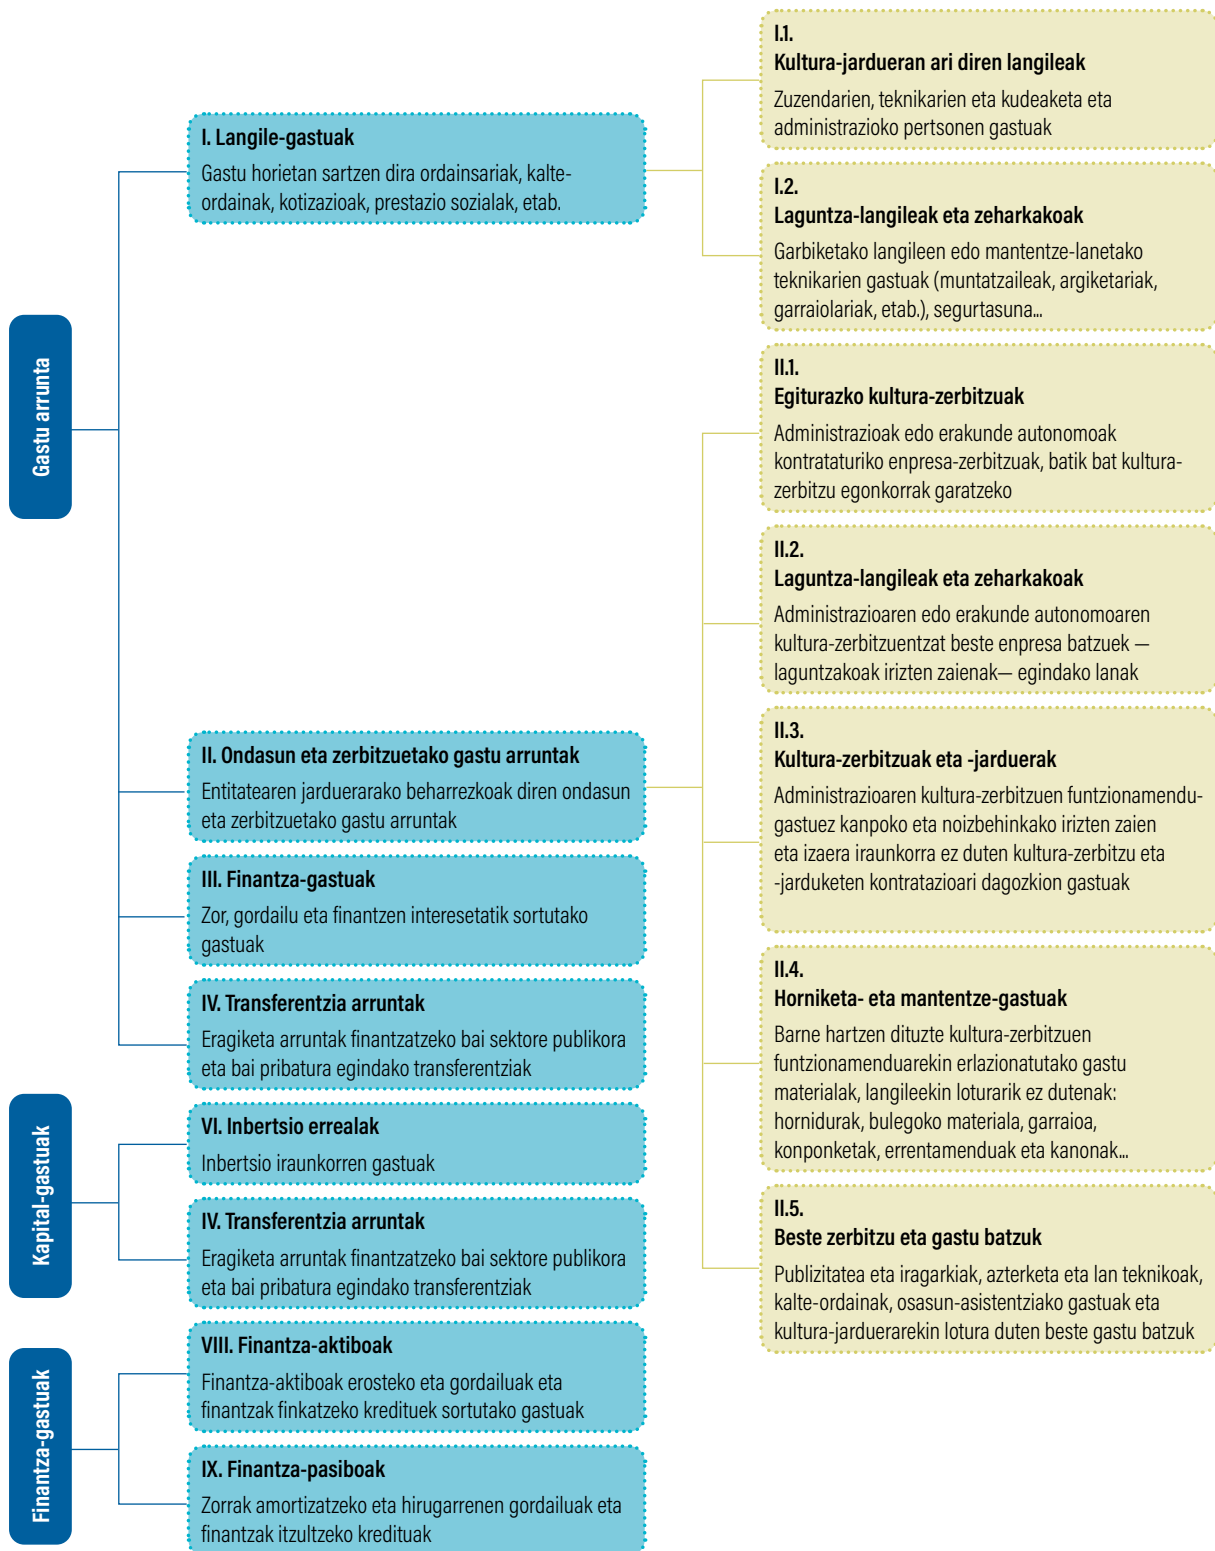 Gastu arrunta
I. Langile-gastuak
Gastu horietan sartzen dira ordainsariak, kalte-
ordainak, kotizazioak, prestazio sozialak, etab.
I.1.
Kultura-jardueran ari diren langileak
Zuzendarien, teknikarien eta kudeaketa eta
administrazioko pertsonen gastuak
I.2.
Laguntza-langileak eta zeharkakoak
Garbiketako langileen edo mantentze-lanetako
teknikarien gastuak (muntatzaileak, argiketariak,
garraiolariak, etab.), segurtasuna...
II. Ondasun eta zerbitzuetako gastu arruntak
Entitatearen jarduerarako beharrezkoak diren ondasun
eta zerbitzuetako gastu arruntak
II.1.
Egiturazko kultura-zerbitzuak
Administrazioak edo erakunde autonomoak
kontrataturiko enpresa-zerbitzuak, batik bat kultura-
zerbitzu egonkorrak garatzeko
II.2.
Laguntza-langileak eta zeharkakoak
Administrazioaren edo erakunde autonomoaren
kultura-zerbitzuentzat beste enpresa batzuek —
laguntzakoak irizten zaienak— egindako lanak
II.3.
Kultura-zerbitzuak eta -jarduerak
Administrazioaren kultura-zerbitzuen funtzionamendu-
gastuez kanpoko eta noizbehinkako irizten zaien
eta izaera iraunkorra ez duten kultura-zerbitzu eta
-jarduketen kontratazioari dagozkion gastuak
II.4.
Horniketa- eta mantentze-gastuak
Barne hartzen dituzte kultura-zerbitzuen
funtzionamenduarekin erlazionatutako gastu
materialak, langileekin loturarik ez dutenak:
hornidurak, bulegoko materiala, garraioa,
konponketak, errentamenduak eta kanonak...
II.5.
Beste zerbitzu eta gastu batzuk
Publizitatea eta iragarkiak, azterketa eta lan teknikoak,
kalte-ordainak, osasun-asistentziako gastuak eta
kultura-jarduerarekin lotura duten beste gastu batzuk
III. Finantza-gastuak
Zor, gordailu eta finantzen interesetatik sortutako
gastuak
IV. Transferentzia arruntak
Eragiketa arruntak finantzatzeko bai sektore publikora
eta bai pribatura egindako transferentziak
Kapital-gastuak
VI. Inbertsio errealak
Inbertsio iraunkorren gastuak
IV. Transferentzia arruntak
Eragiketa arruntak finantzatzeko bai sektore publikora
eta bai pribatura egindako transferentziak
Finantza-gastuak
VIII. Finantza-aktiboak
Finantza-aktiboak erosteko eta gordailuak eta
finantzak finkatzeko kredituek sortutako gastuak
IX. Finantza-pasiboak
Zorrak amortizatzeko eta hirugarrenen gordailuak eta
finantzak itzultzeko kredituak